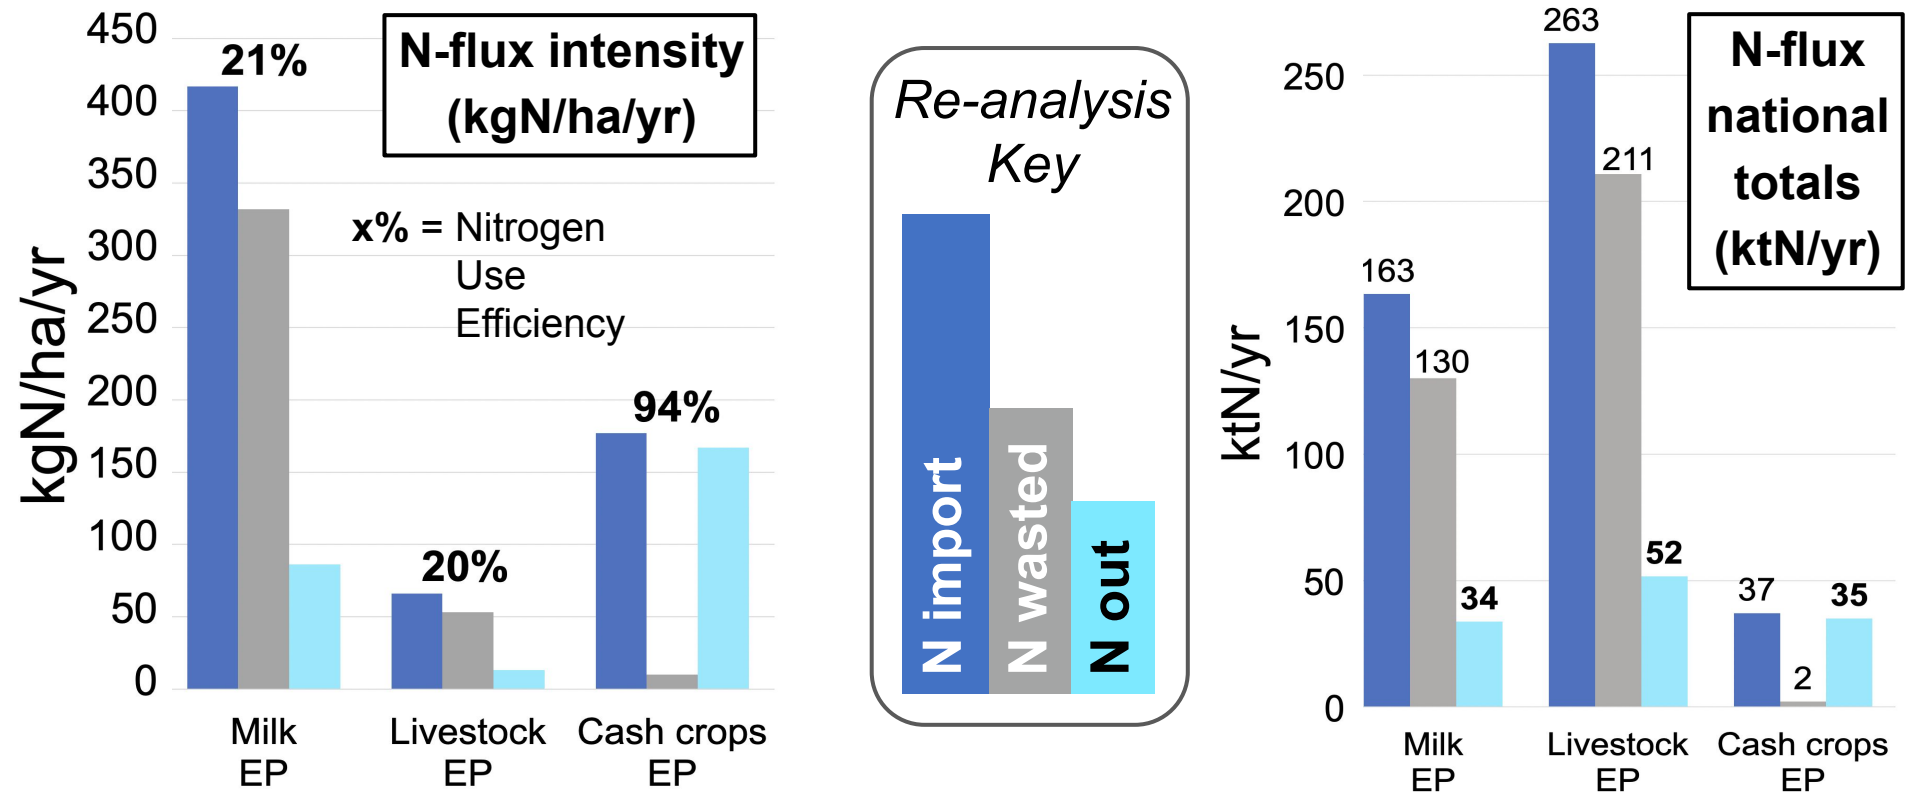 N-flux intensity
(kgN/ha/yr)
kgN/ha/yr
450
400
350
300
250
200
150
100
50
0
21%
20%
94%
x% = Nitrogen
Use
Efficiency
Milk
EP
Livestock
EP
Cash crops
EP
Re-analysis
Key
N import
N wasted
N out
N-flux
national
totals
(ktN/yr)
ktN/yr
250
200
150
100
50
0
163
130
34
263
211
52
37
2
35
Milk
EP
Livestock
EP
Cash crops
EP